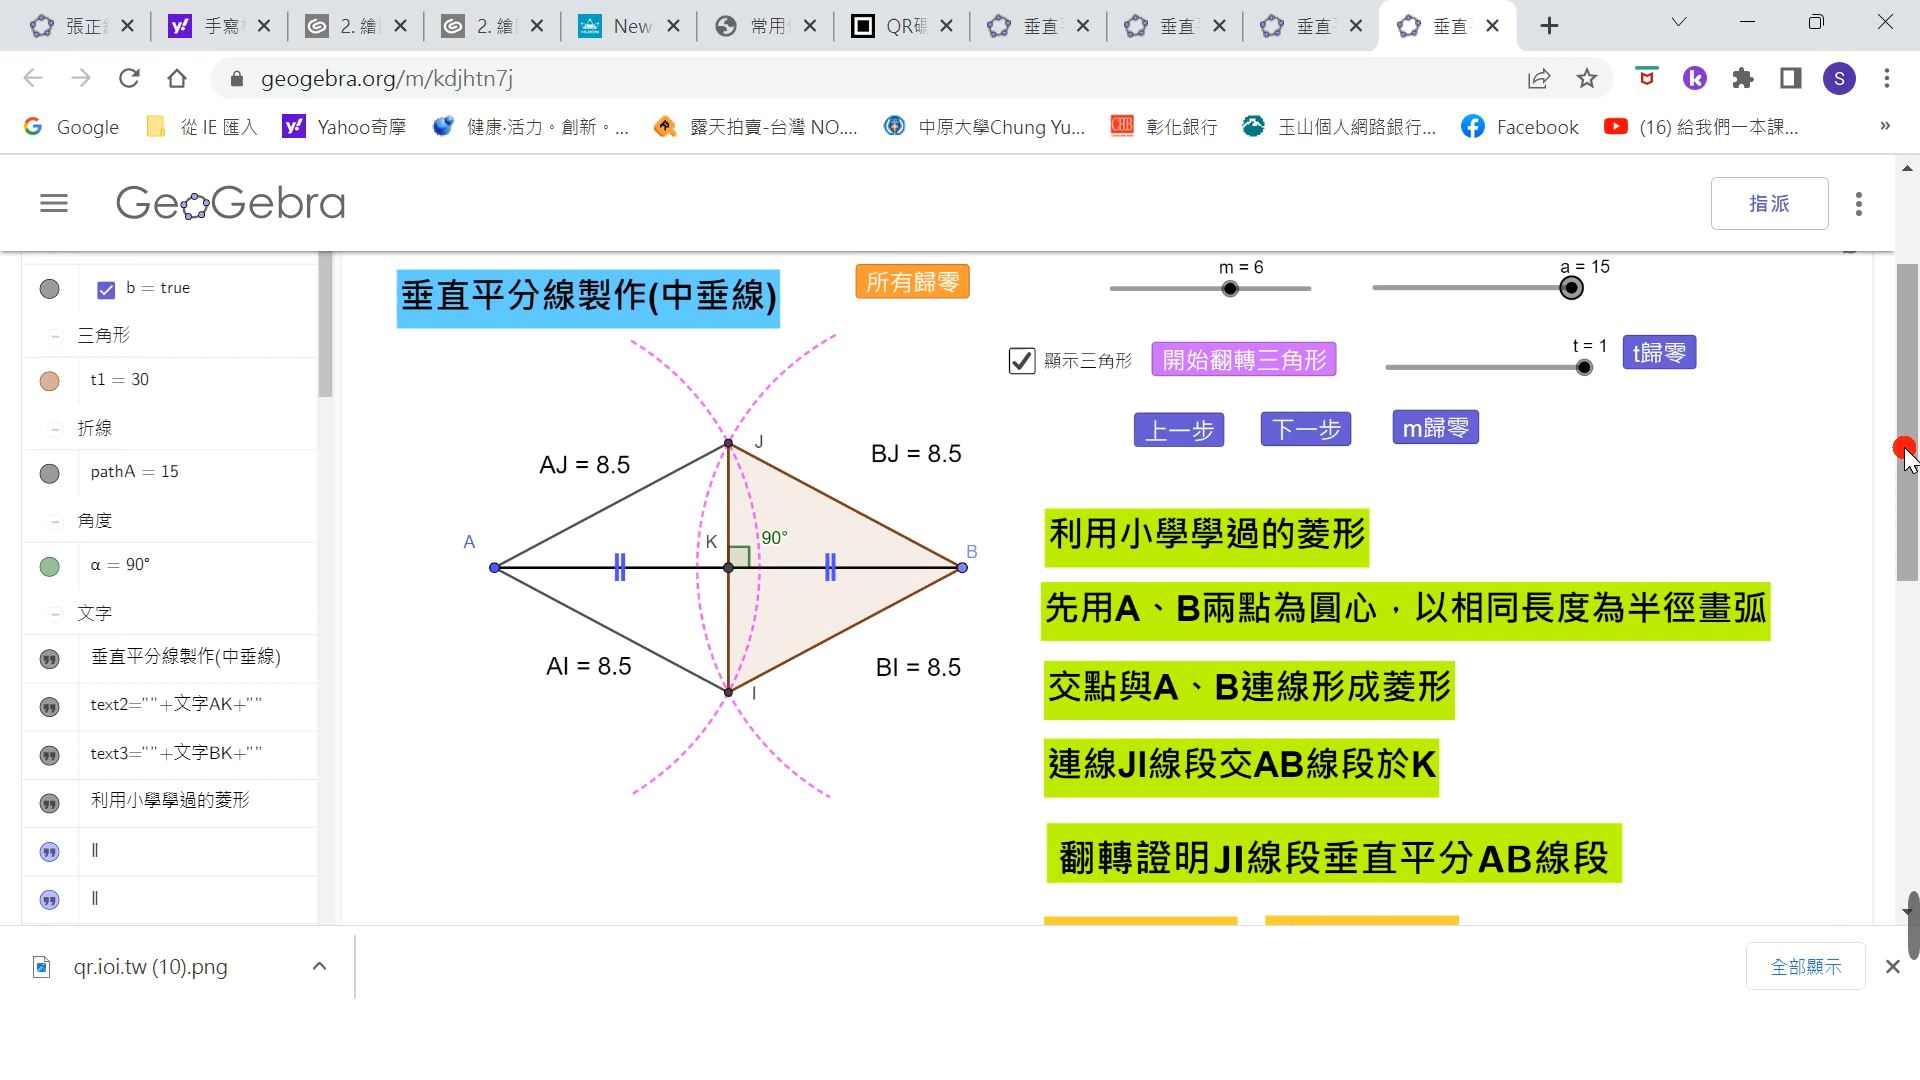 張正
手寫
2. 繪
2. 繪
New
常用
QR碼
垂直
垂直
垂直
垂直
geogebra.org/m/kdjhtn7j
S
Google
從 IE 匯入
Yahoo奇摩
健康‧活力。創新。...
露天拍賣-台灣 NO....
中原大學Chung Yu...
彰化銀行
玉山個人網路銀行...
Facebook
(16) 給我們一本課...
»
GeoGebra
指派
b = true
三角形
t1 = 30
折線
pathA = 15
角度
α = 90°
文字
垂直平分線製作(中垂線)
text2=""+文字AK+""
text3=""+文字BK+""
利用小學學過的菱形
||
||
垂直平分線製作(中垂線)
所有歸零
m = 6
a = 15
顯示三角形
開始翻轉三角形
t = 1
t歸零
上一步
下一步
m歸零
J
AJ = 8.5
BJ = 8.5
A
K
90°
B
AI = 8.5
BI = 8.5
I
利用小學學過的菱形
先用A、B兩點為圓心，以相同長度為半徑畫弧
交點與A、B連線形成菱形
連線JI線段交AB線段於K
翻轉證明JI線段垂直平分AB線段
qr.ioi.tw (10).png
全部顯示